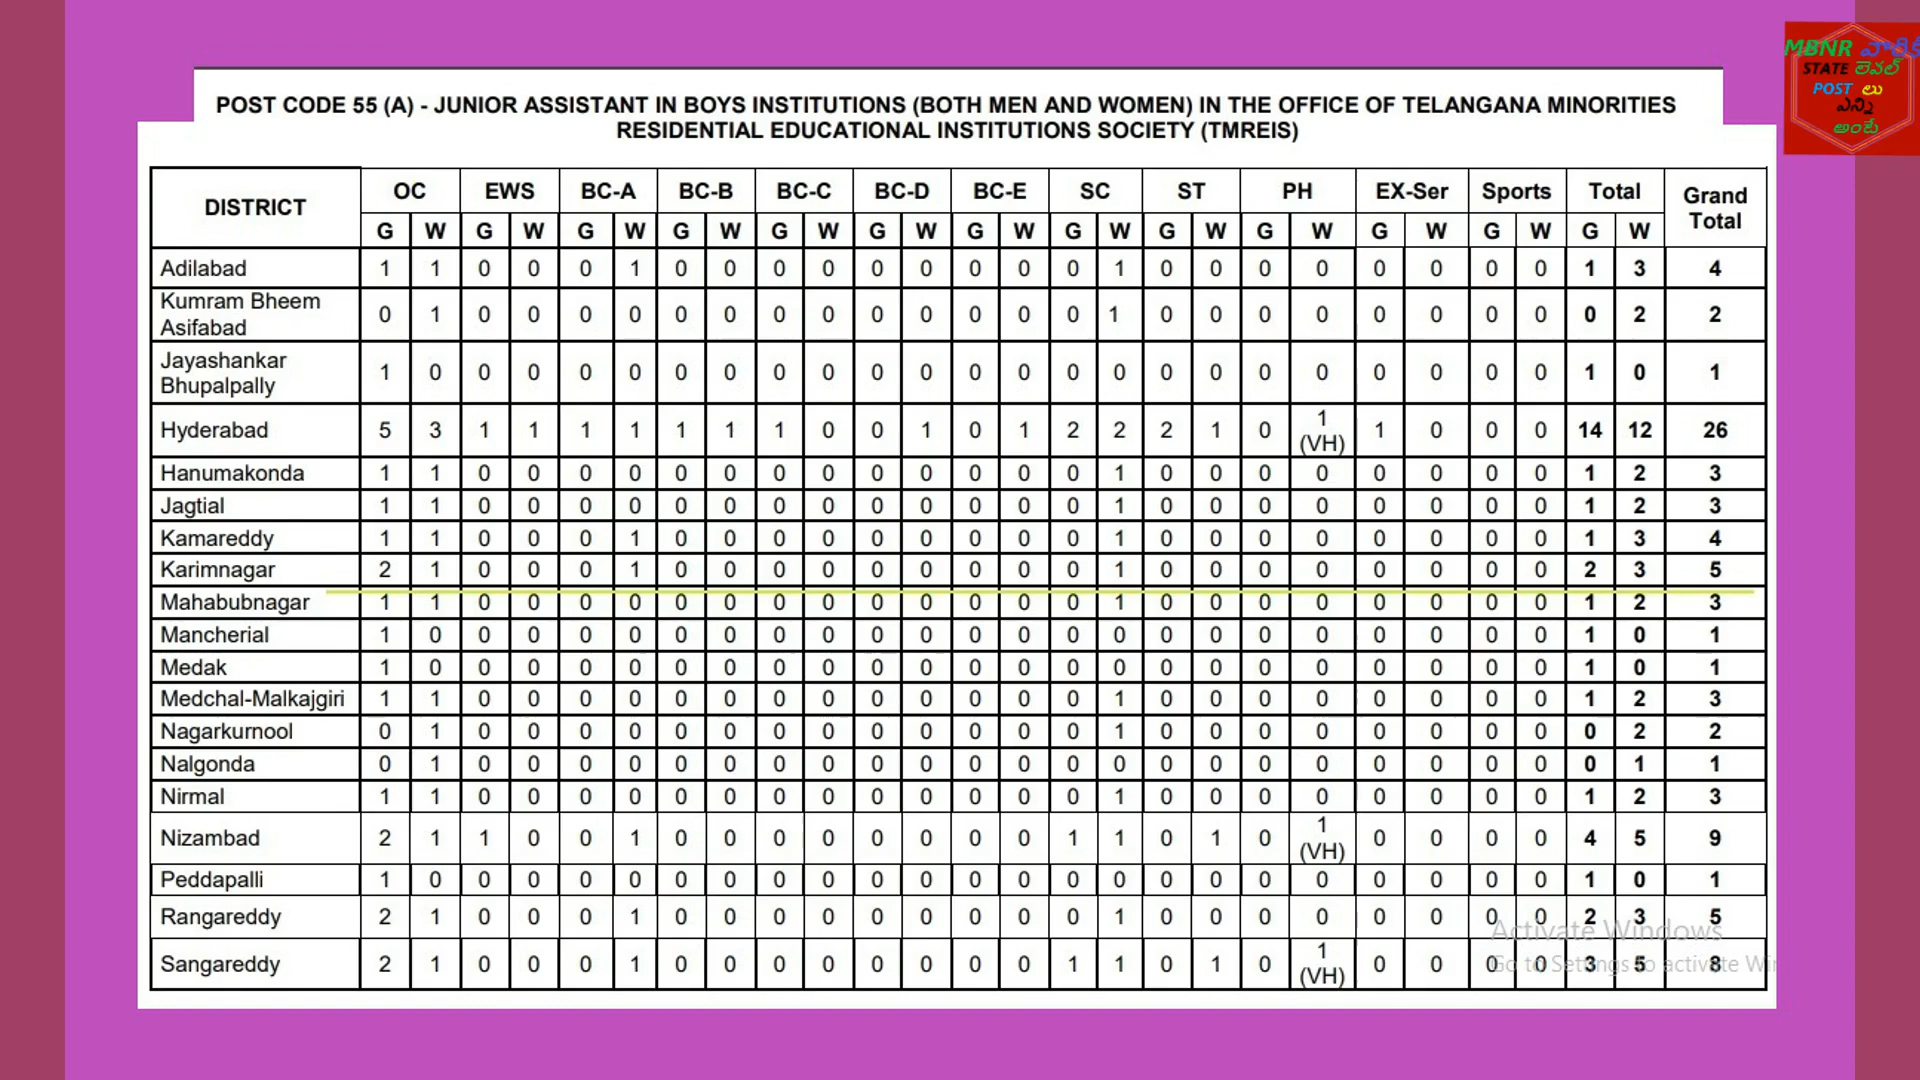 MBNR వారికి
STATE లెవల్
POST లు
ఎన్ని
అంటే
POST CODE 55 (A) - JUNIOR ASSISTANT IN BOYS INSTITUTIONS (BOTH MEN AND WOMEN) IN THE OFFICE OF TELANGANA MINORITIES
RESIDENTIAL EDUCATIONAL INSTITUTIONS SOCIETY (TMREIS)
DISTRICT OC EWS BC-A BC-B BC-C BC-D BC-E SC ST PH EX-Ser Sports Total Grand Total
G W G W G W G W G W G W G W G W G W G W G W G W G W
Adilabad 1 1 0 0 0 1 0 0 0 0 0 0 0 0 0 1 0 0 0 0 0 0 0 0 1 3 4
Kumram Bheem
Asifabad 0 1 0 0 0 0 0 0 0 0 0 0 0 0 0 1 0 0 0 0 0 0 0 0 0 2 2
Jayashankar
Bhupalpally 1 0 0 0 0 0 0 0 0 0 0 0 0 0 0 0 0 0 0 0 0 0 0 0 1 0 1
Hyderabad 5 3 1 1 1 1 1 1 1 0 0 1 0 1 2 2 2 1 0 1 (VH) 1 0 0 0 14 12 26
Hanumakonda 1 1 0 0 0 0 0 0 0 0 0 0 0 0 0 1 0 0 0 0 0 0 0 0 1 2 3
Jagtial 1 1 0 0 0 0 0 0 0 0 0 0 0 0 0 1 0 0 0 0 0 0 0 0 1 2 3
Kamareddy 1 1 0 0 0 1 0 0 0 0 0 0 0 0 0 1 0 0 0 0 0 0 0 0 1 3 4
Karimnagar 2 1 0 0 0 1 0 0 0 0 0 0 0 0 0 1 0 0 0 0 0 0 0 0 2 3 5
Mahabubnagar 1 1 0 0 0 0 0 0 0 0 0 0 0 0 0 1 0 0 0 0 0 0 0 0 1 2 3
Mancherial 1 0 0 0 0 0 0 0 0 0 0 0 0 0 0 0 0 0 0 0 0 0 0 0 1 0 1
Medak 1 0 0 0 0 0 0 0 0 0 0 0 0 0 0 0 0 0 0 0 0 0 0 0 1 0 1
Medchal-Malkajgiri 1 1 0 0 0 0 0 0 0 0 0 0 0 0 0 1 0 0 0 0 0 0 0 0 1 2 3
Nagarkurnool 0 1 0 0 0 0 0 0 0 0 0 0 0 0 0 1 0 0 0 0 0 0 0 0 0 2 2
Nalgonda 0 1 0 0 0 0 0 0 0 0 0 0 0 0 0 0 0 0 0 0 0 0 0 0 0 1 1
Nirmal 1 1 0 0 0 0 0 0 0 0 0 0 0 0 0 1 0 0 0 0 0 0 0 0 1 2 3
Nizambad 2 1 1 0 0 1 0 0 0 0 0 0 0 0 1 1 0 1 0 1 (VH) 0 0 0 0 4 5 9
Peddapalli 1 0 0 0 0 0 0 0 0 0 0 0 0 0 0 0 0 0 0 0 0 0 0 0 1 0 1
Rangareddy 2 1 0 0 0 1 0 0 0 0 0 0 0 0 0 1 0 0 0 0 0 0 0 0 2 3 5
Activate Windows
Sangareddy 2 1 0 0 0 1 0 0 0 0 0 0 0 0 1 1 0 1 0 1 (VH) 0 0 0 0 3 5 8
Go to Settings to activate